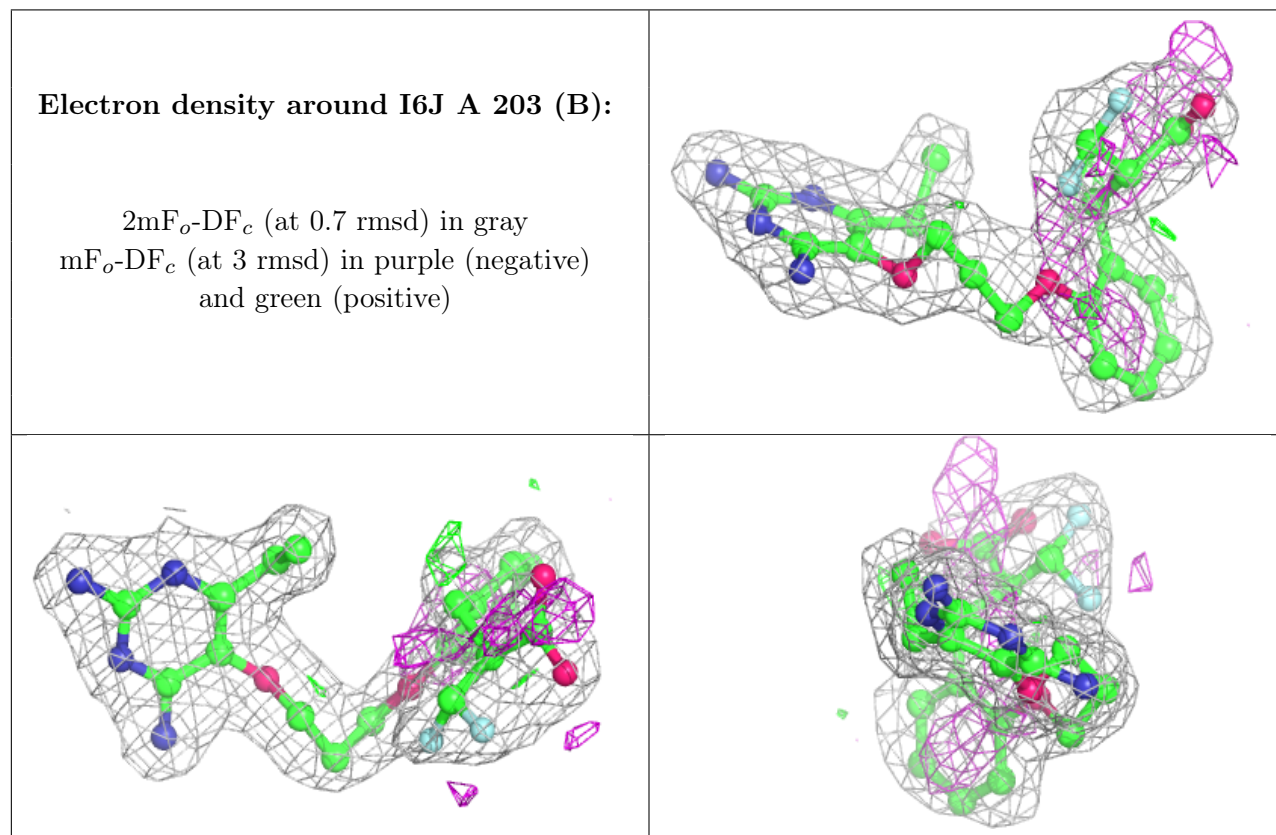 Electron density around I6J A 203 (B):
2mFo-DFc (at 0.7 rmsd) in gray
mFo-DFc (at 3 rmsd) in purple (negative)
and green (positive)